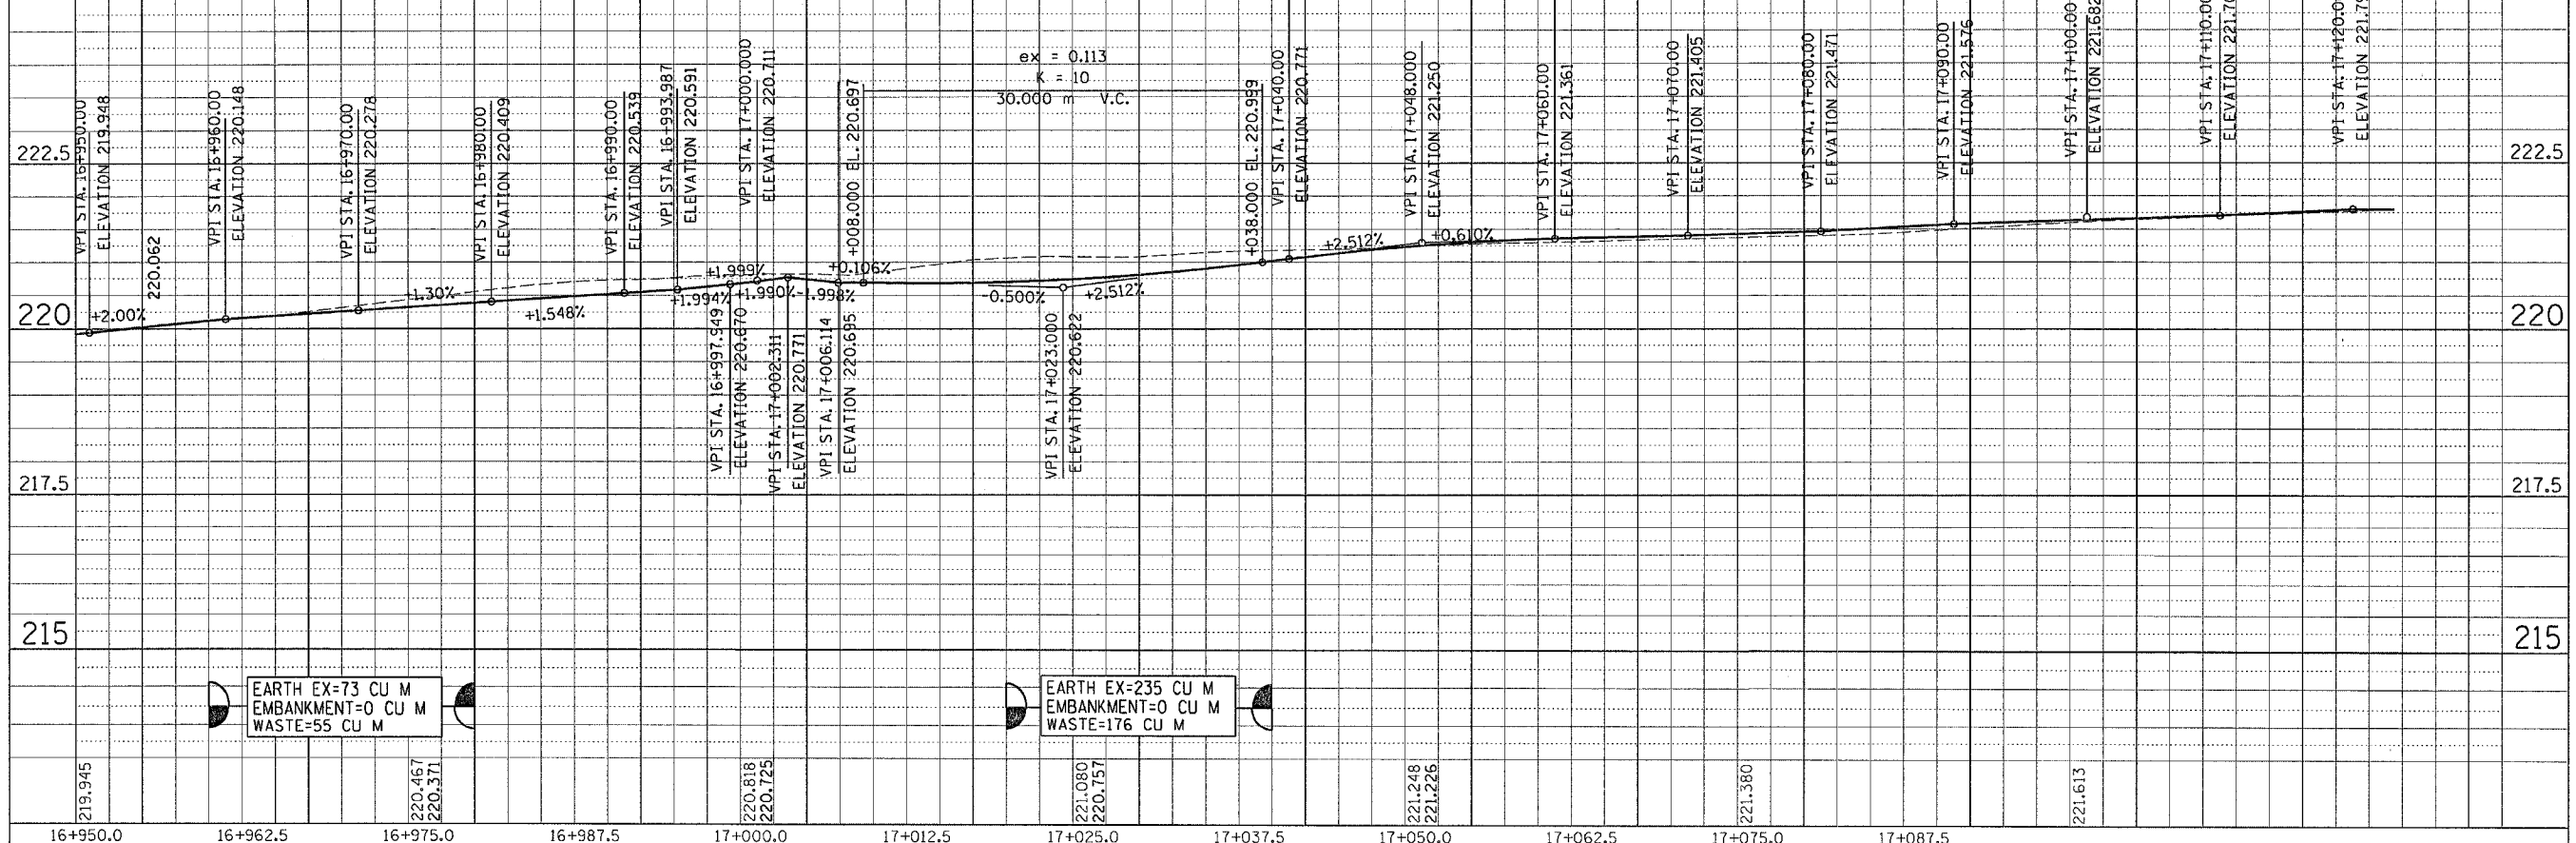 VPI STA. 16+950.00
ELEVATION 219.948
220.062
VPI STA. 16+960.00
ELEVATION 220.148
VPI STA. 16+970.00
ELEVATION 220.278
VPI STA. 16+980.00
ELEVATION 220.409
VPI STA. 16+990.00
ELEVATION 220.539
VPI STA. 16+993.987
ELEVATION 220.591
VPI STA. 17+000.000
ELEVATION 220.711
+008.000 EL. 220.697
ex = 0.113
K = 10
30.000 m V.C.
+038.000 EL. 220.999
VPI STA. 17+040.00
ELEVATION 220.771
VPI STA. 17+048.000
ELEVATION 221.250
VPI STA. 17+060.00
ELEVATION 221.361
VPI STA. 17+070.00
ELEVATION 221.405
VPI STA. 17+080.00
ELEVATION 221.471
VPI STA. 17+090.00
ELEVATION 221.576
VPI STA. 17+100.00
ELEVATION 221.682
VPI STA. 17+110.00
ELEVATION
VPI STA. 17+120.0
ELEVATION
222.5
222.5
+2.00%
+1.30%
+1.548%
+1.994%
+1.999%
+1.990%
-1.998%
+0.106%
-0.500%
+2.512%
+2.512%
+0.610%
220
220
VPI STA. 16+997.949
ELEVATION 220.670
VPI STA. 17+002.311
ELEVATION 220.771
VPI STA. 17+006.114
ELEVATION 220.695
VPI STA. 17+023.000
ELEVATION 220.622
217.5
217.5
215
215
EARTH EX=73 CU M
EMBANKMENT=0 CU M
WASTE=55 CU M
EARTH EX=235 CU M
EMBANKMENT=0 CU M
WASTE=176 CU M
219.945
220.467
220.371
220.818
220.725
221.080
220.757
221.248
221.226
221.380
221.613
16+950.0
16+962.5
16+975.0
16+987.5
17+000.0
17+012.5
17+025.0
17+037.5
17+050.0
17+062.5
17+075.0
17+087.5